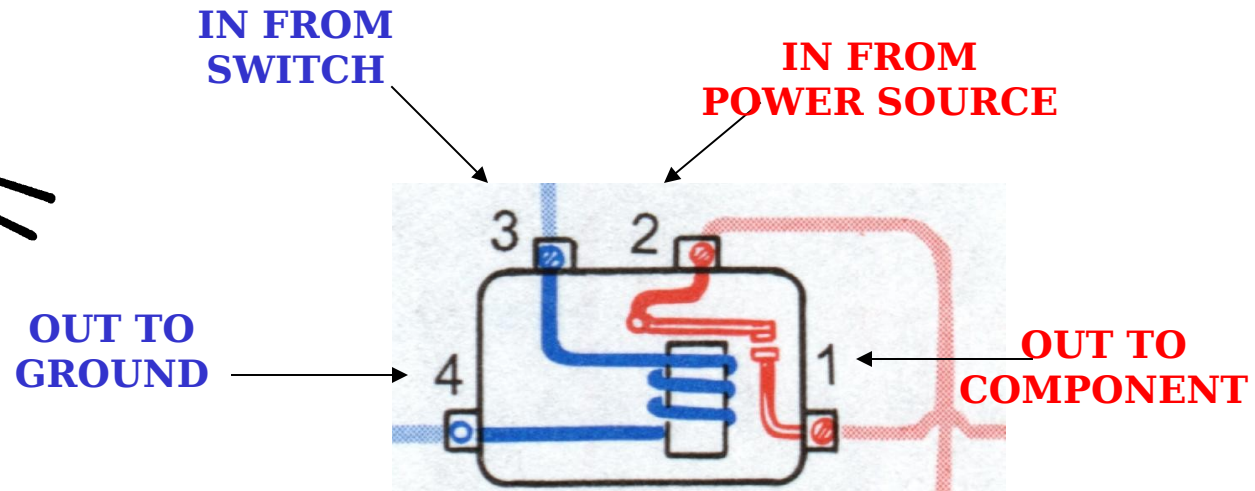 IN FROM
SWITCH
IN FROM
POWER SOURCE
3
2
OUT TO
GROUND
4
1
OUT TO
COMPONENT